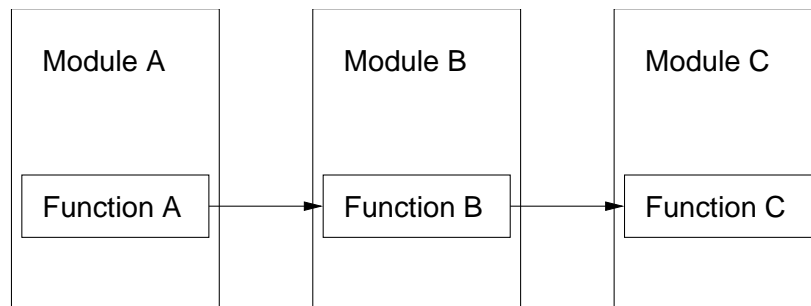 Module A
Module B
Module C
Function A
Function B
Function C